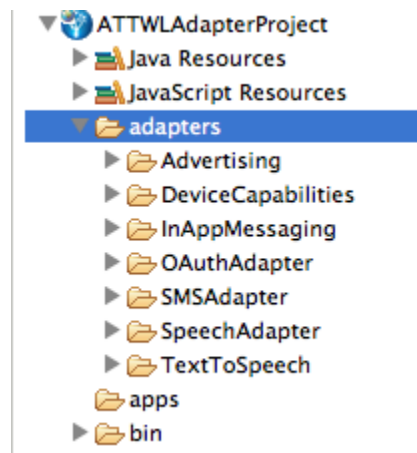 ATTWLAdapterProject
Java Resources
JavaScript Resources
adapters
Advertising
DeviceCapabilities
InAppMessaging
OAuthAdapter
SMSAdapter
SpeechAdapter
TextToSpeech
apps
bin